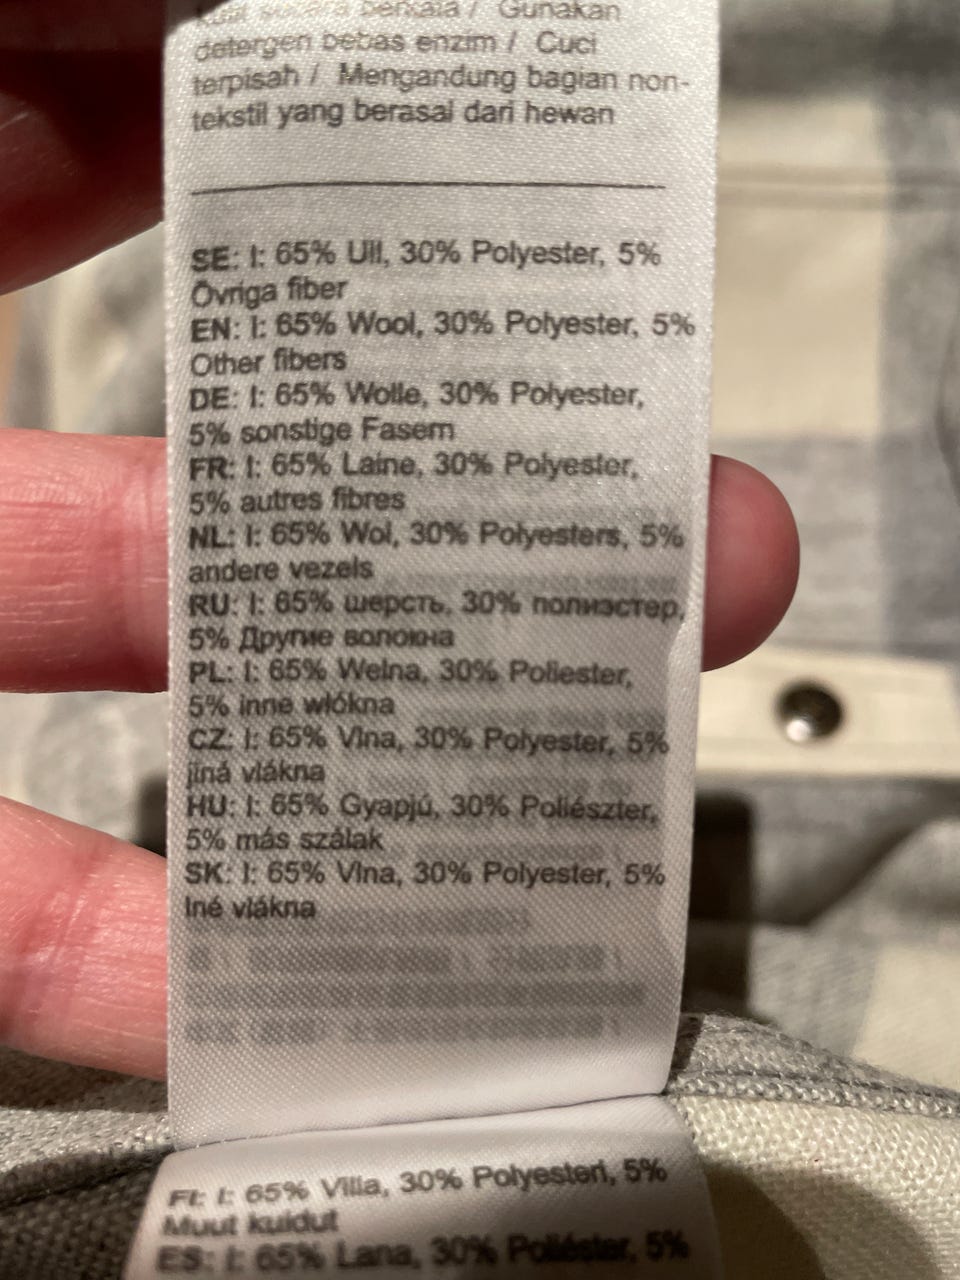 Gunakan
detergen bebas enzim / Cuci
terpisah / Mengandung bagian non-
tekstil yang berasal dari hewan
SE: I: 65% Ull, 30% Polyester, 5%
Övriga fiber
EN: I: 65% Wool, 30% Polyester, 5%
Other fibers
DE: I: 65% Wolle, 30% Polyester,
5% sonstige Fasern
FR: I: 65% Laine, 30% Polyester,
5% autres fibres
NL: I: 65% Wol, 30% Polyesters, 5%
andere vezels
RU: I: 65% шерсть, 30% полиэстер,
5% Другие волокна
PL: I: 65% Wełna, 30% Poliester,
5% inne włókna
CZ: I: 65% Vlna, 30% Polyester, 5%
jiná vlákna
HU: I: 65% Gyapjú, 30% Poliészter,
5% más szálak
SK: I: 65% Vlna, 30% Polyester, 5%
Iné vlákna
FI: I: 65% Villa, 30% Polyesteri, 5%
Muut kuidut
ES: I: 65% Lana, 30% Poliéster, 5%